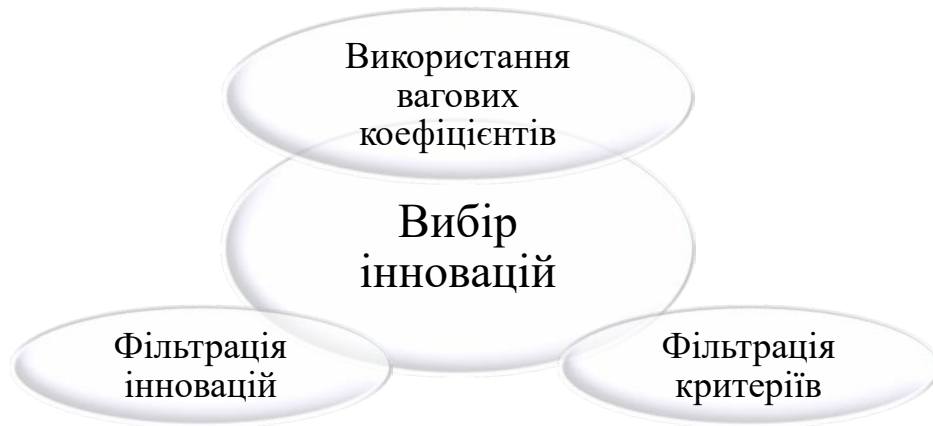 Використання
вагових
коефіцієнтів
Вибір
інновацій
Фільтрація
інновацій
Фільтрація
критеріїв